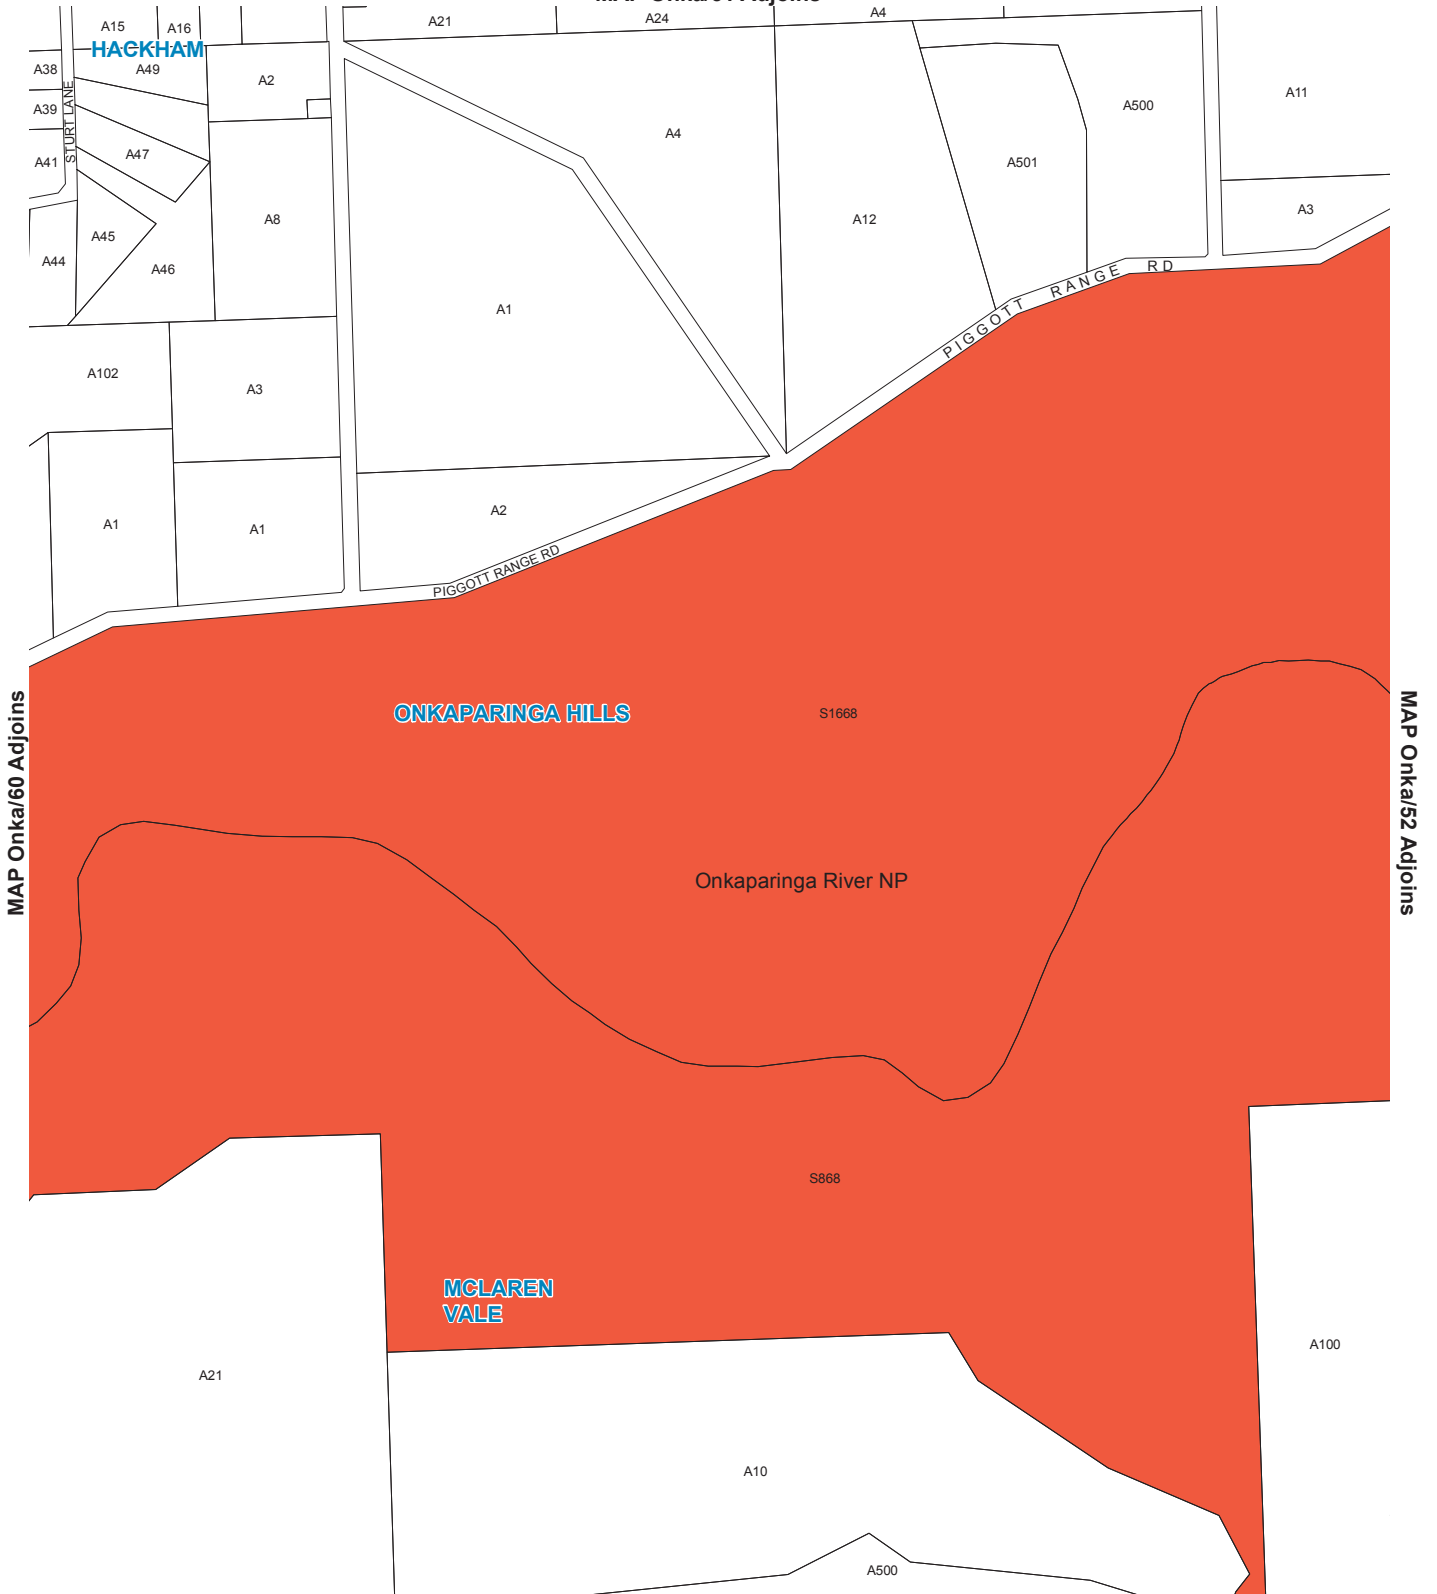 A15
A16
A21
A24
A4
HACKHAM
A38
A49
A2
A39
STURT LANE
A11
A500
A4
A47
A41
A501
A3
A8
A12
A45
A44
A46
PIGGOTT RANGE RD
A1
A102
A3
A1
A1
A2
PIGGOTT RANGE RD
MAP Onka/60 Adjoins
ONKAPARINGA HILLS
S1668
MAP Onka/52 Adjoins
Onkaparinga River NP
S868
MCLAREN
VALE
A100
A21
A10
A500